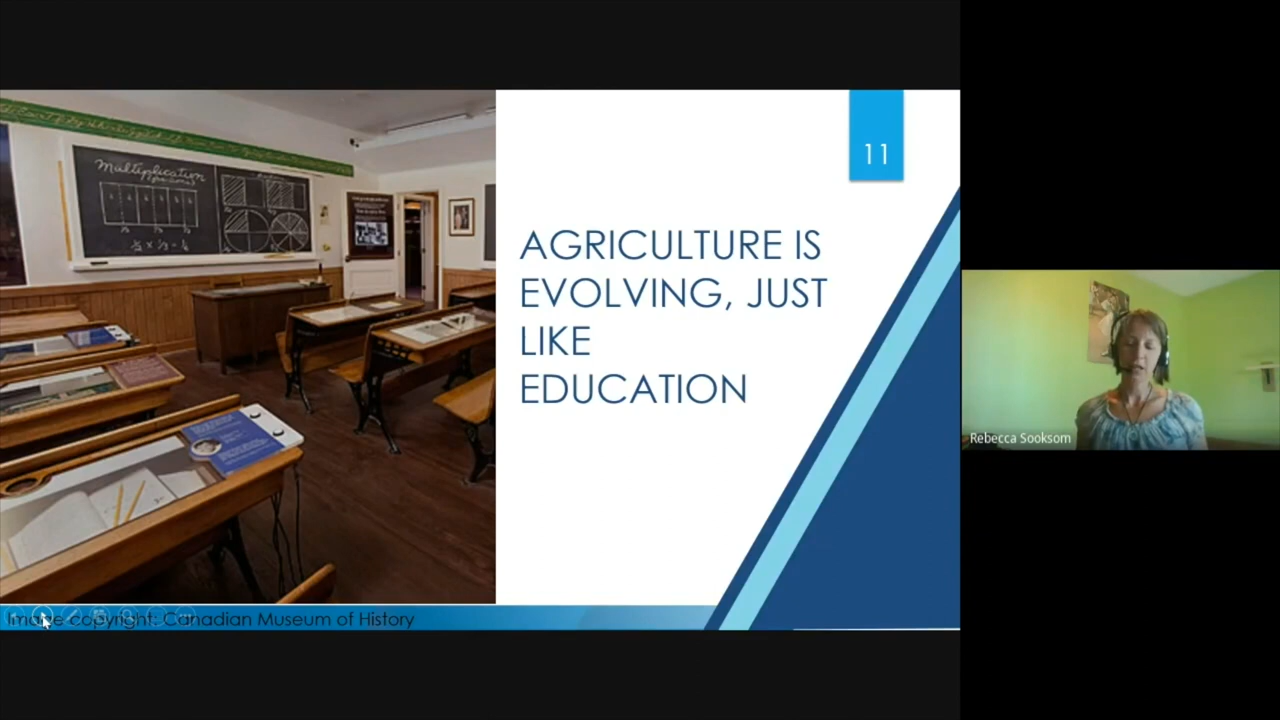 Multiplication
11
AGRICULTURE IS
EVOLVING, JUST
LIKE
EDUCATION
Rebecca Sooksom
Image copyright: Canadian Museum of History